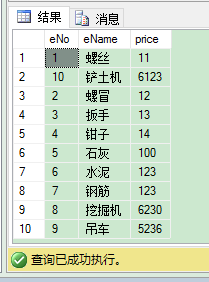 结果 消息
eNo eName price
1 1 螺丝 11
2 10 铲土机 6123
3 2 螺冒 12
4 3 扳手 13
5 4 钳子 14
6 5 石灰 100
7 6 水泥 123
8 7 钢筋 123
9 8 挖掘机 6230
10 9 吊车 5236
查询已成功执行。